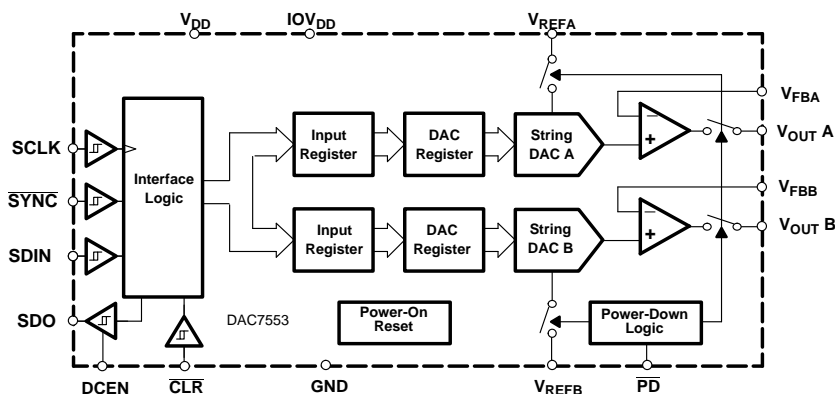 VDD
IOVDD
VREFA
VFBA
SCLK
Interface
Logic
Input
Register
DAC
Register
String
DAC A
VOUT A
SYNC
VFBB
SDIN
Input
Register
DAC
Register
String
DAC B
VOUT B
SDO
DAC7553
Power-On
Reset
Power-Down
Logic
DCEN
CLR
GND
VREFB
PD